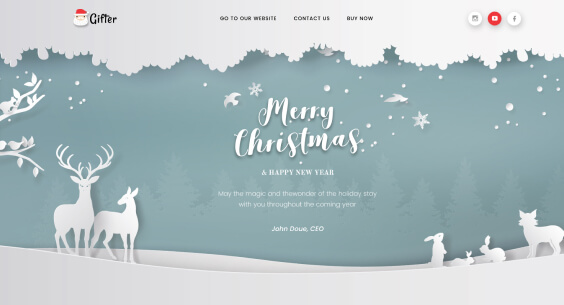 Gifter
GO TO OUR WEBSITE
CONTACT US
BUY NOW
Merry
Christmas
& HAPPY NEW YEAR
May the magic and thewonder of the holiday stay
with you throughout the coming year
John Doue, CEO